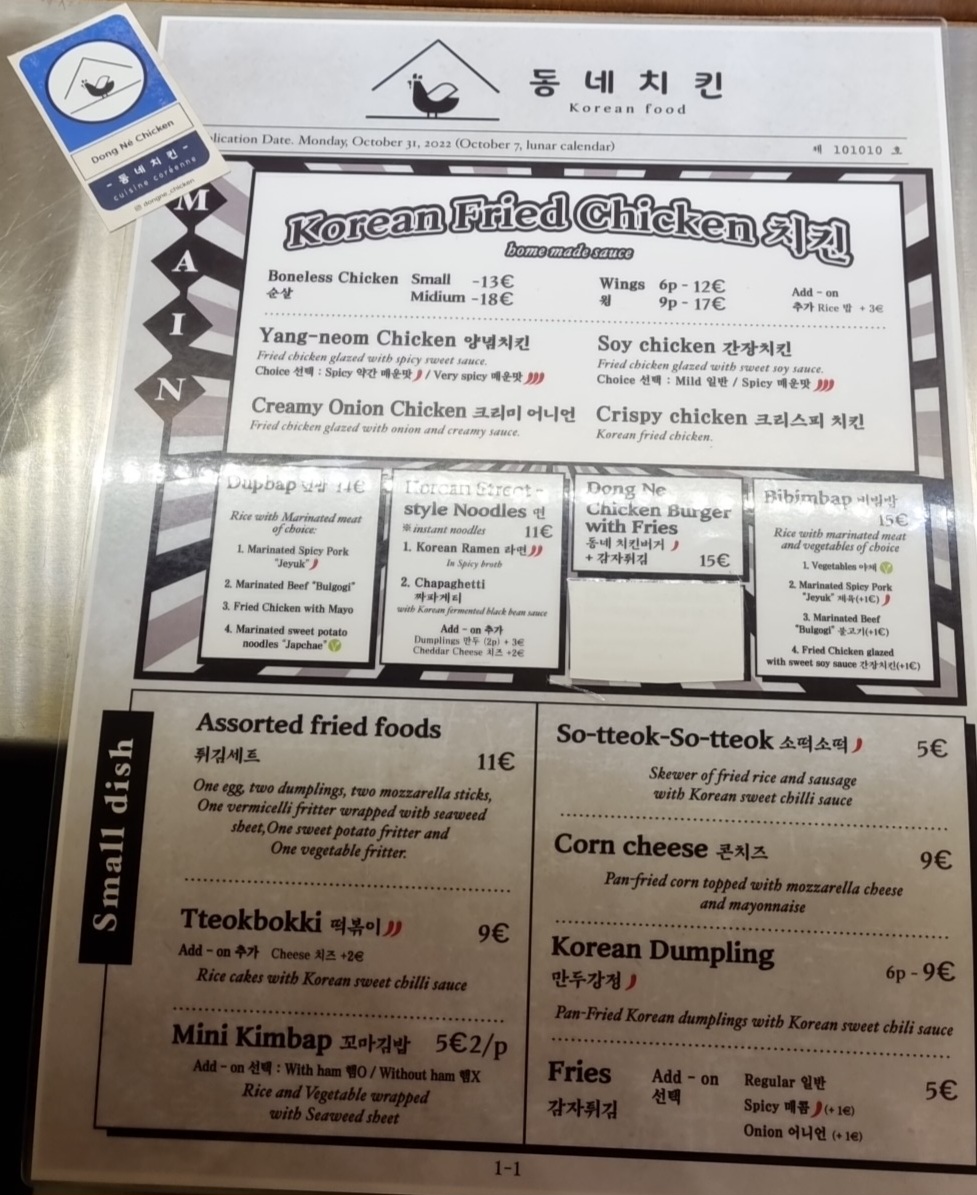 Dong Né Chicken
- 동네치킨 -
cuisine coréenne
@dongne_chicken
동네치킨
Korean food
lication Date. Monday, October 31, 2022 (October 7, lunar calendar)
제 101010 호
MAIN
Korean Fried Chicken 치킨
home made sauce
Boneless Chicken Small -13€
순살 Midium -18€
Wings 6p - 12€
윙 9p - 17€
Add - on
추가 Rice 밥 + 3€
Yang-neom Chicken 양념치킨
Fried chicken glazed with spicy sweet sauce.
Choice 선택 : Spicy 약간 매운맛 / Very spicy 매운맛
Soy chicken 간장치킨
Fried chicken glazed with sweet soy sauce.
Choice 선택 : Mild 일반 / Spicy 매운맛
Creamy Onion Chicken 크리미 어니언
Fried chicken glazed with onion and creamy sauce.
Crispy chicken 크리스피 치킨
Korean fried chicken.
Dupbap 덮밥 14€
Rice with Marinated meat
of choice:
1. Marinated Spicy Pork
"Jeyuk"
2. Marinated Beef "Bulgogi"
3. Fried Chicken with Mayo
4. Marinated sweet potato
noodles "Japchae"
Korean Street-
style Noodles 면
※ instant noodles 11€
1. Korean Ramen 라면
In Spicy broth
2. Chapaghetti
짜파게티
with Korean fermented black bean sauce
Add - on 추가
Dumplings 만두 (2p) + 3€
Cheddar Cheese 치즈 +2€
Dong Ne
Chicken Burger
with Fries
동네 치킨버거
+ 감자튀김 15€
Bibimbap 비빔밥
15€
Rice with marinated meat
and vegetables of choice
1. Vegetables 야채
2. Marinated Spicy Pork
"Jeyuk" 제육(+1€)
3. Marinated Beef
"Bulgogi" 불고기(+1€)
4. Fried Chicken glazed
with sweet soy sauce 간장치킨(+1€)
Small dish
Assorted fried foods
튀김세트 11€
One egg, two dumplings, two mozzarella sticks,
One vermicelli fritter wrapped with seaweed
sheet,One sweet potato fritter and
One vegetable fritter.
Tteokbokki 떡볶이 9€
Add - on 추가 Cheese 치즈 +2€
Rice cakes with Korean sweet chilli sauce
Mini Kimbap 꼬마김밥 5€2/p
Add - on 선택 : With ham 햄O / Without ham 햄X
Rice and Vegetable wrapped
with Seaweed sheet
So-tteok-So-tteok 소떡소떡 5€
Skewer of fried rice and sausage
with Korean sweet chilli sauce
Corn cheese 콘치즈 9€
Pan-fried corn topped with mozzarella cheese
and mayonnaise
Korean Dumpling
만두강정 6p - 9€
Pan-Fried Korean dumplings with Korean sweet chili sauce
Fries Add - on Regular 일반 5€
감자튀김 선택 Spicy 매콤 (+ 1€)
Onion 어니언 (+ 1€)
1-1